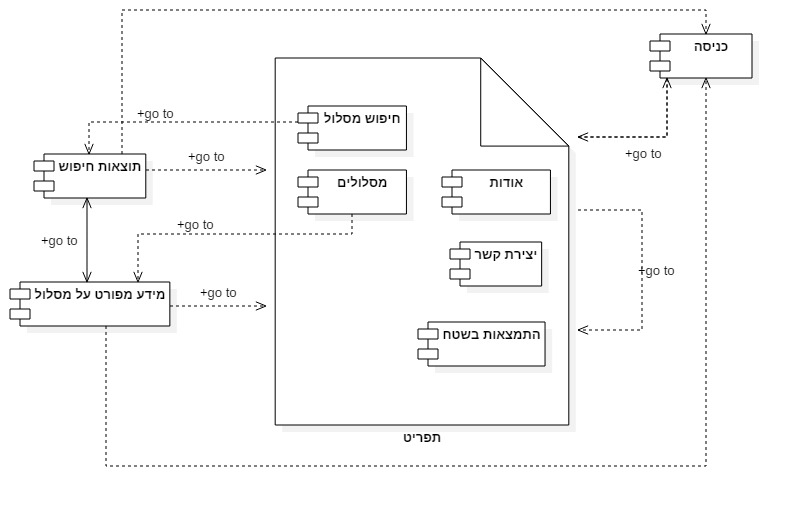 כניסה
+go to
חיפוש מסלול
+go to
תוצאות חיפוש
+go to
מסלולים
אודות
+go to
+go to
יצירת קשר
+go to
מידע מפורט על מסלול
+go to
התמצאות בשטח
תפריט